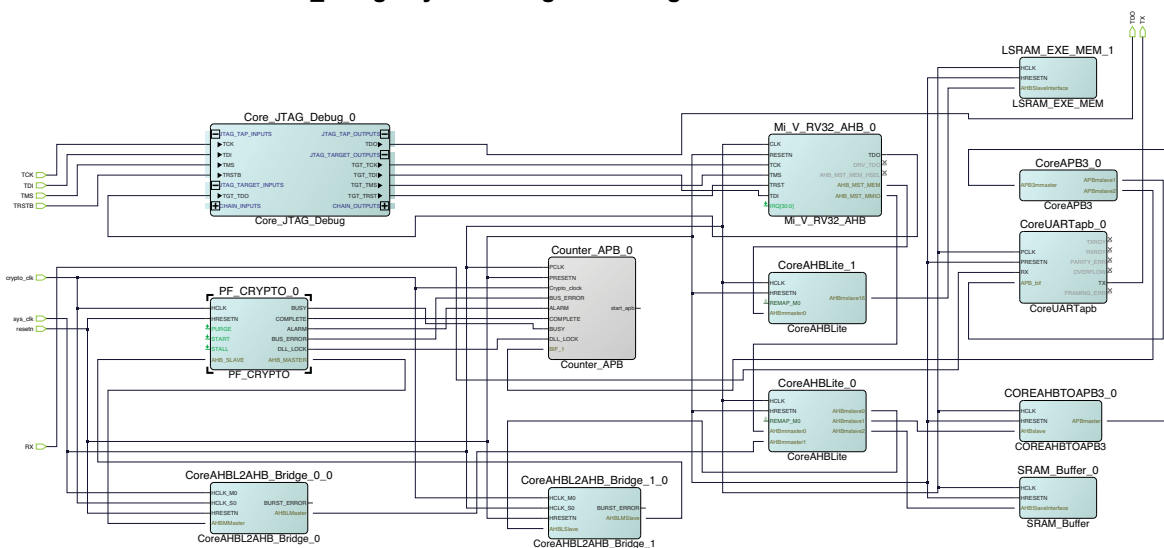 TDO
TX
LSRAM_EXE_MEM_1
HCLK
HRESETN
AHBSlaveInterface
LSRAM_EXE_MEM
Core_JTAG_Debug_0
JTAG_TAP_INPUTS JTAG_TAP_OUTPUTS
TCK TDO
TDI JTAG_TARGET_OUTPUTS
TMS TGT_TCK
TRSTB TGT_TDI
JTAG_TARGET_INPUTS TGT_TMS
TGT_TDO TGT_TRST
CHAIN_INPUTS CHAIN_OUTPUTS
Core_JTAG_Debug
TCK
TDI
TMS
TRSTB
Mi_V_RV32_AHB_0
CLK
RESETN TDO
TCK DRV_TDO
TMS AHB_MST_MEM_HSEL
TRST AHB_MST_MEM
TDI AHB_MST_MMIO
IRQ[30:0]
Mi_V_RV32_AHB
CoreAPB3_0
APB3mmaster APBmslave1
APBmslave2
CoreAPB3
CoreUARTapb_0
TXRDY
PCLK RXRDY
PRESETN PARITY_ERR
RX OVERFLOW
APB_bif TX
FRAMING_ERR
CoreUARTapb
Counter_APB_0
PCLK
PRESETN
Crypto_clock
BUS_ERROR
ALARM start_apb
COMPLETE
BUSY
DLL_LOCK
BIF_1
Counter_APB
CoreAHBLite_1
HCLK
HRESETN AHBmslave16
REMAP_M0
AHBmmaster0
CoreAHBLite
crypto_clk
sys_clk
resetn
PF_CRYPTO_0
HCLK BUSY
HRESETN COMPLETE
PURGE ALARM
START BUS_ERROR
STALL DLL_LOCK
AHB_SLAVE AHB_MASTER
PF_CRYPTO
CoreAHBLite_0
HCLK
HRESETN AHBmslave0
REMAP_M0 AHBmslave1
AHBmmaster0 AHBmslave2
AHBmmaster1
CoreAHBLite
COREAHBTOAPB3_0
HCLK
HRESETN APBmaster
AHBslave
COREAHBTOAPB3
RX
CoreAHBL2AHB_Bridge_0_0
HCLK_M0
HCLK_S0 BURST_ERROR
HRESETN AHBLMaster
AHBMMaster
CoreAHBL2AHB_Bridge_0
CoreAHBL2AHB_Bridge_1_0
HCLK_M0
HCLK_S0 BURST_ERROR
HRESETN AHBLMSlave
AHBLSlave
CoreAHBL2AHB_Bridge_1
SRAM_Buffer_0
HCLK
HRESETN
AHBSlaveInterface
SRAM_Buffer